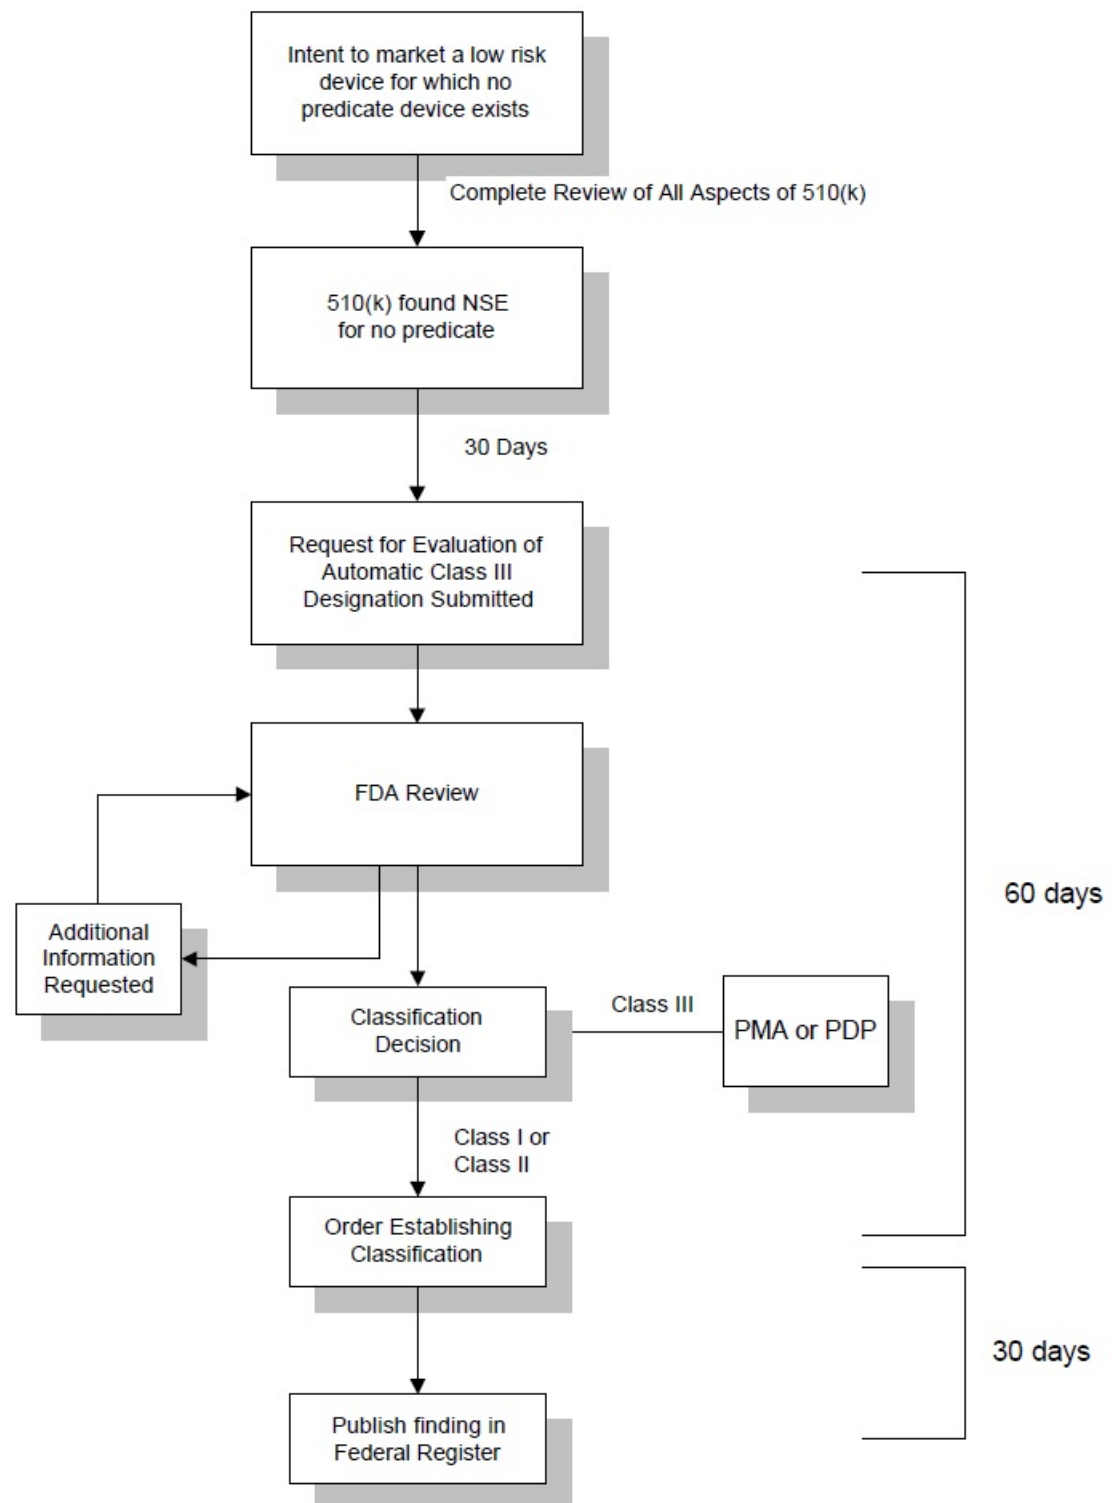 Intent to market a low risk
device for which no
predicate device exists
Complete Review of All Aspects of 510(k)
510(k) found NSE
for no predicate
30 Days
Request for Evaluation of
Automatic Class III
Designation Submitted
FDA Review
60 days
Additional
Information
Requested
Classification
Decision
Class III
PMA or PDP
Class I or
Class II
Order Establishing
Classification
30 days
Publish finding in
Federal Register